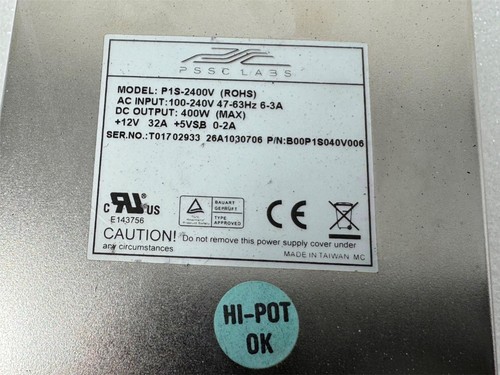 PSSC LABS
MODEL: P1S-2400V (ROHS)
AC INPUT:100-240V 47-63Hz 6-3A
DC OUTPUT: 400W (MAX)
+12V 32A +5VSB 0-2A
SER.NO.:T01702933 26A1030706 P/N:B00P1S040V006
C RU US
E143756
BAUART
GEPRÜFT
TYPE
APPROVED
CE
CAUTION! Do not remove this power supply cover under
any circumstances.
MADE IN TAIWAN MC
HI-POT
OK